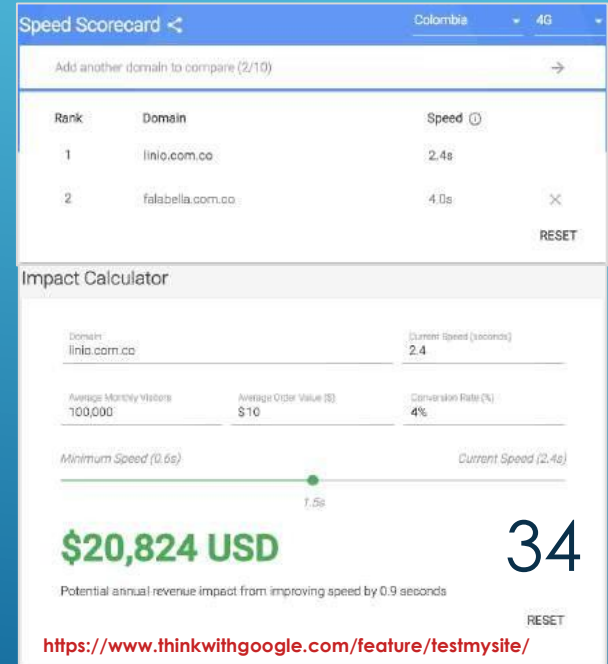 Speed Scorecard Colombia 4G
Add another domain to compare (2/10)
Rank Domain Speed
1 linio.com.co 2.4s
2 falabella.com.co 4.0s
RESET
Impact Calculator
Domain Current Speed (seconds)
linio.com.co 2.4
Average Monthly Visitors Average Order Value ($) Conversion Rate (%)
100,000 $10 4%
Minimum Speed (0.6s) Current Speed (2.4s)
1.5s
$20,824 USD
34
Potential annual revenue impact from improving speed by 0.9 seconds
RESET
https://www.thinkwithgoogle.com/feature/testmysite/